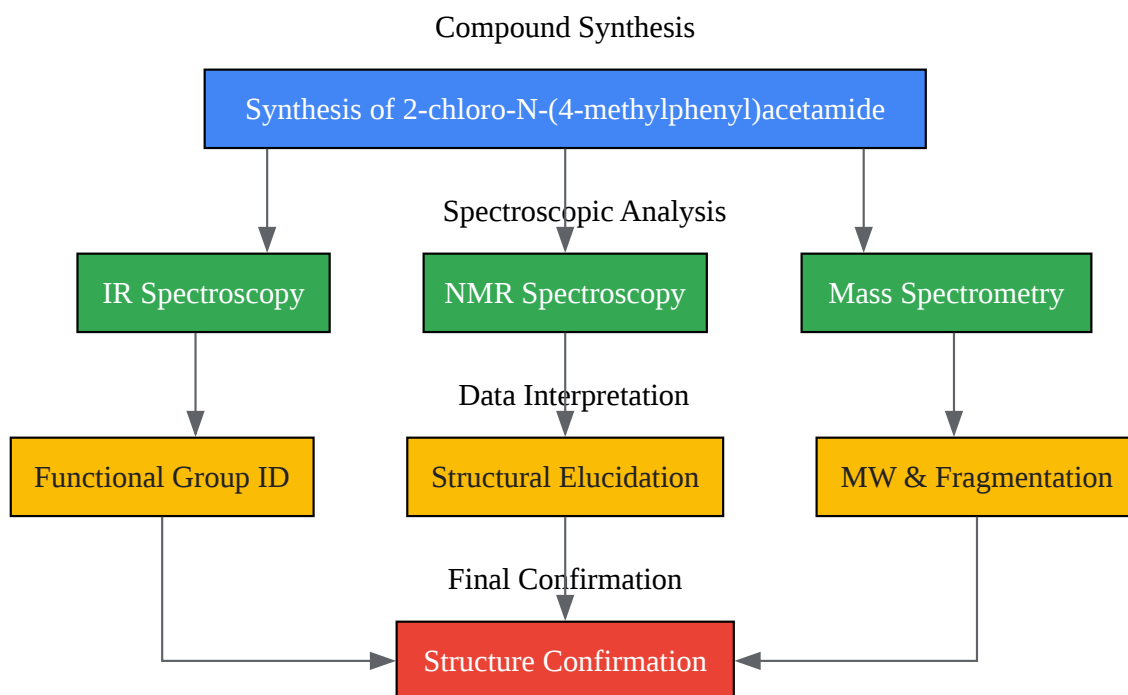 Compound Synthesis
Synthesis of 2-chloro-N-(4-methylphenyl)acetamide
Spectroscopic Analysis
IR Spectroscopy
NMR Spectroscopy
Mass Spectrometry
Data Interpretation
Functional Group ID
Structural Elucidation
MW & Fragmentation
Final Confirmation
Structure Confirmation